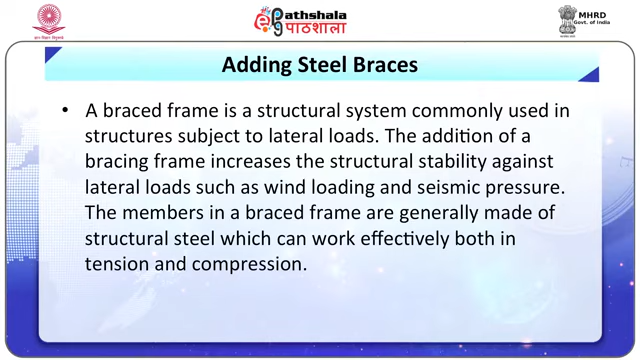 ePathshala
पाठशाला
MHRD
Govt. of India
Adding Steel Braces
• A braced frame is a structural system commonly used in
structures subject to lateral loads. The addition of a
bracing frame increases the structural stability against
lateral loads such as wind loading and seismic pressure.
The members in a braced frame are generally made of
structural steel which can work effectively both in
tension and compression.